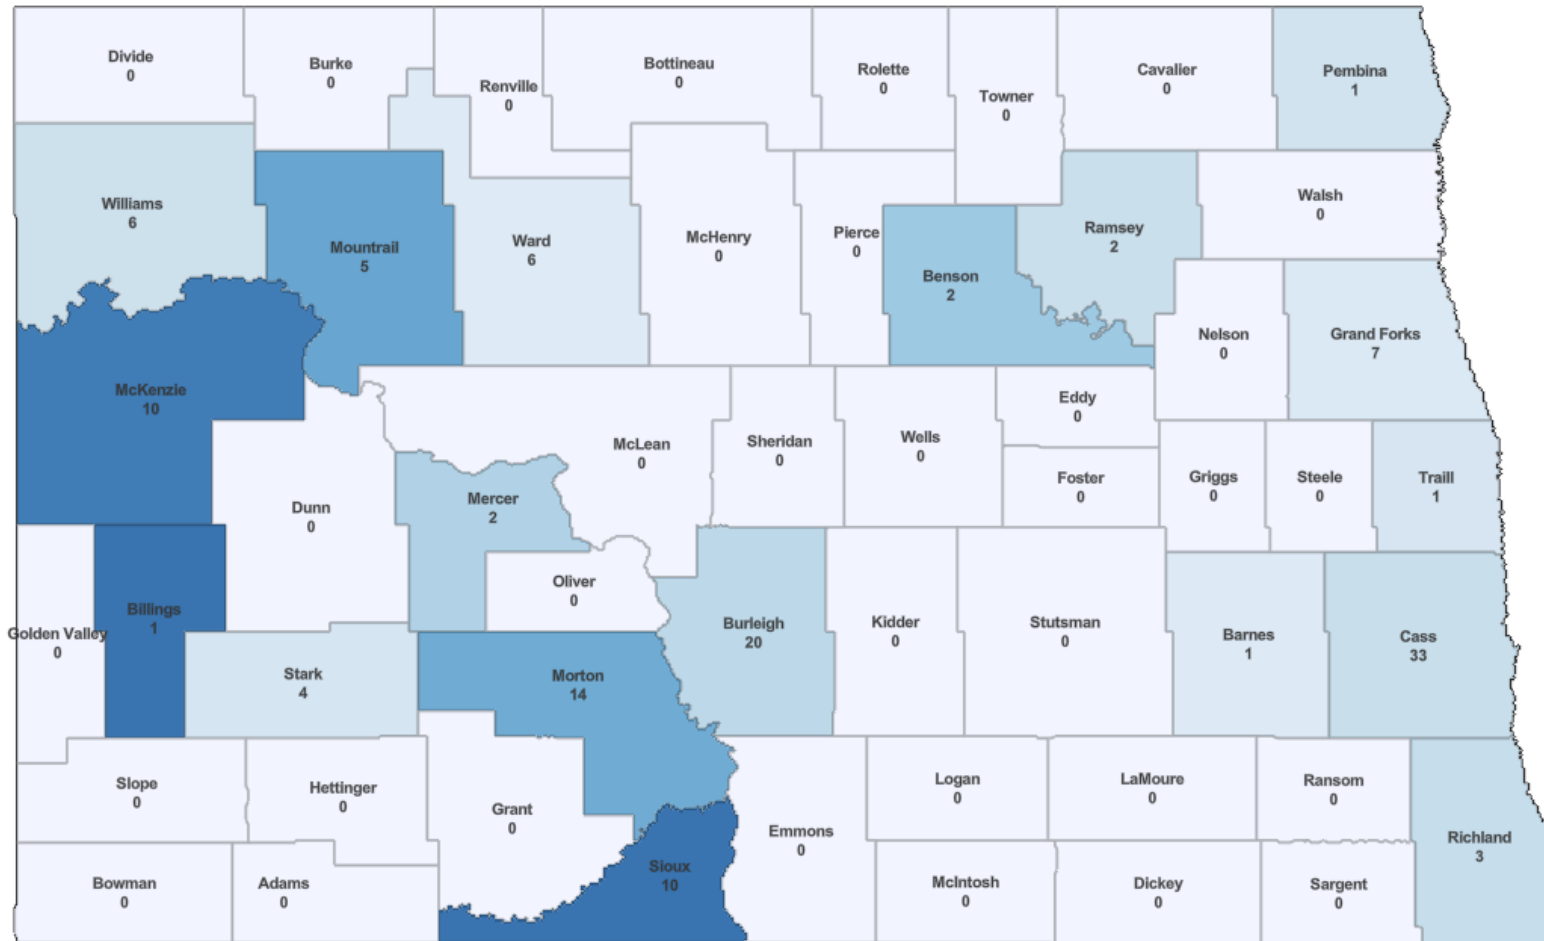 Divide
0
Burke
0
Renville
0
Bottineau
0
Rolette
0
Towner
0
Cavalier
0
Pembina
1
Williams
6
Mountrail
5
Ward
6
McHenry
0
Pierce
0
Benson
2
Ramsey
2
Walsh
0
Nelson
0
Grand Forks
7
McKenzie
10
Dunn
0
Mercer
2
McLean
0
Sheridan
0
Wells
0
Eddy
0
Foster
0
Griggs
0
Steele
0
Traill
1
Golden Valley
0
Billings
1
Stark
4
Oliver
0
Morton
14
Burleigh
20
Kidder
0
Stutsman
0
Barnes
1
Cass
33
Slope
0
Hettinger
0
Grant
0
Emmons
0
Logan
0
LaMoure
0
Ransom
0
Richland
3
Bowman
0
Adams
0
Sioux
10
McIntosh
0
Dickey
0
Sargent
0